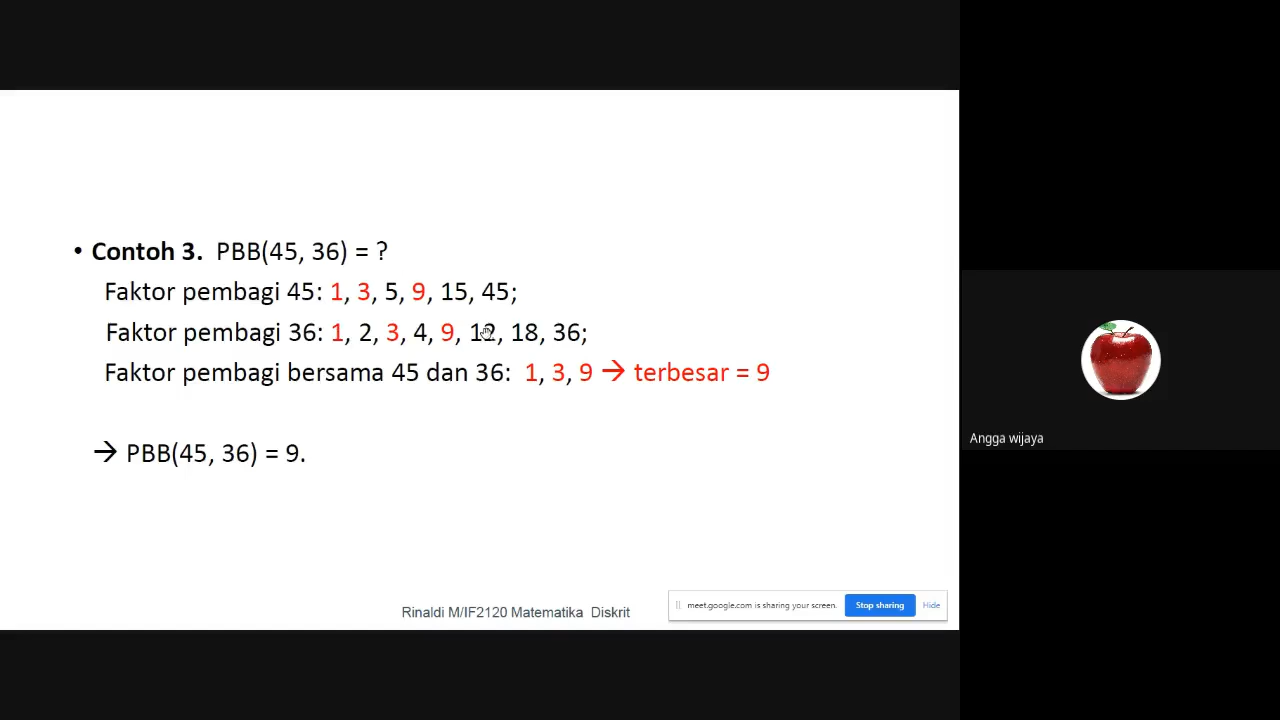 • Contoh 3. PBB(45, 36) = ?
Faktor pembagi 45: 1, 3, 5, 9, 15, 45;
Faktor pembagi 36: 1, 2, 3, 4, 9, 12, 18, 36;
Faktor pembagi bersama 45 dan 36: 1, 3, 9 → terbesar = 9
→ PBB(45, 36) = 9.
Rinaldi M/IF2120 Matematika Diskrit
meet.google.com is sharing your screen. Stop sharing Hide
Angga wijaya